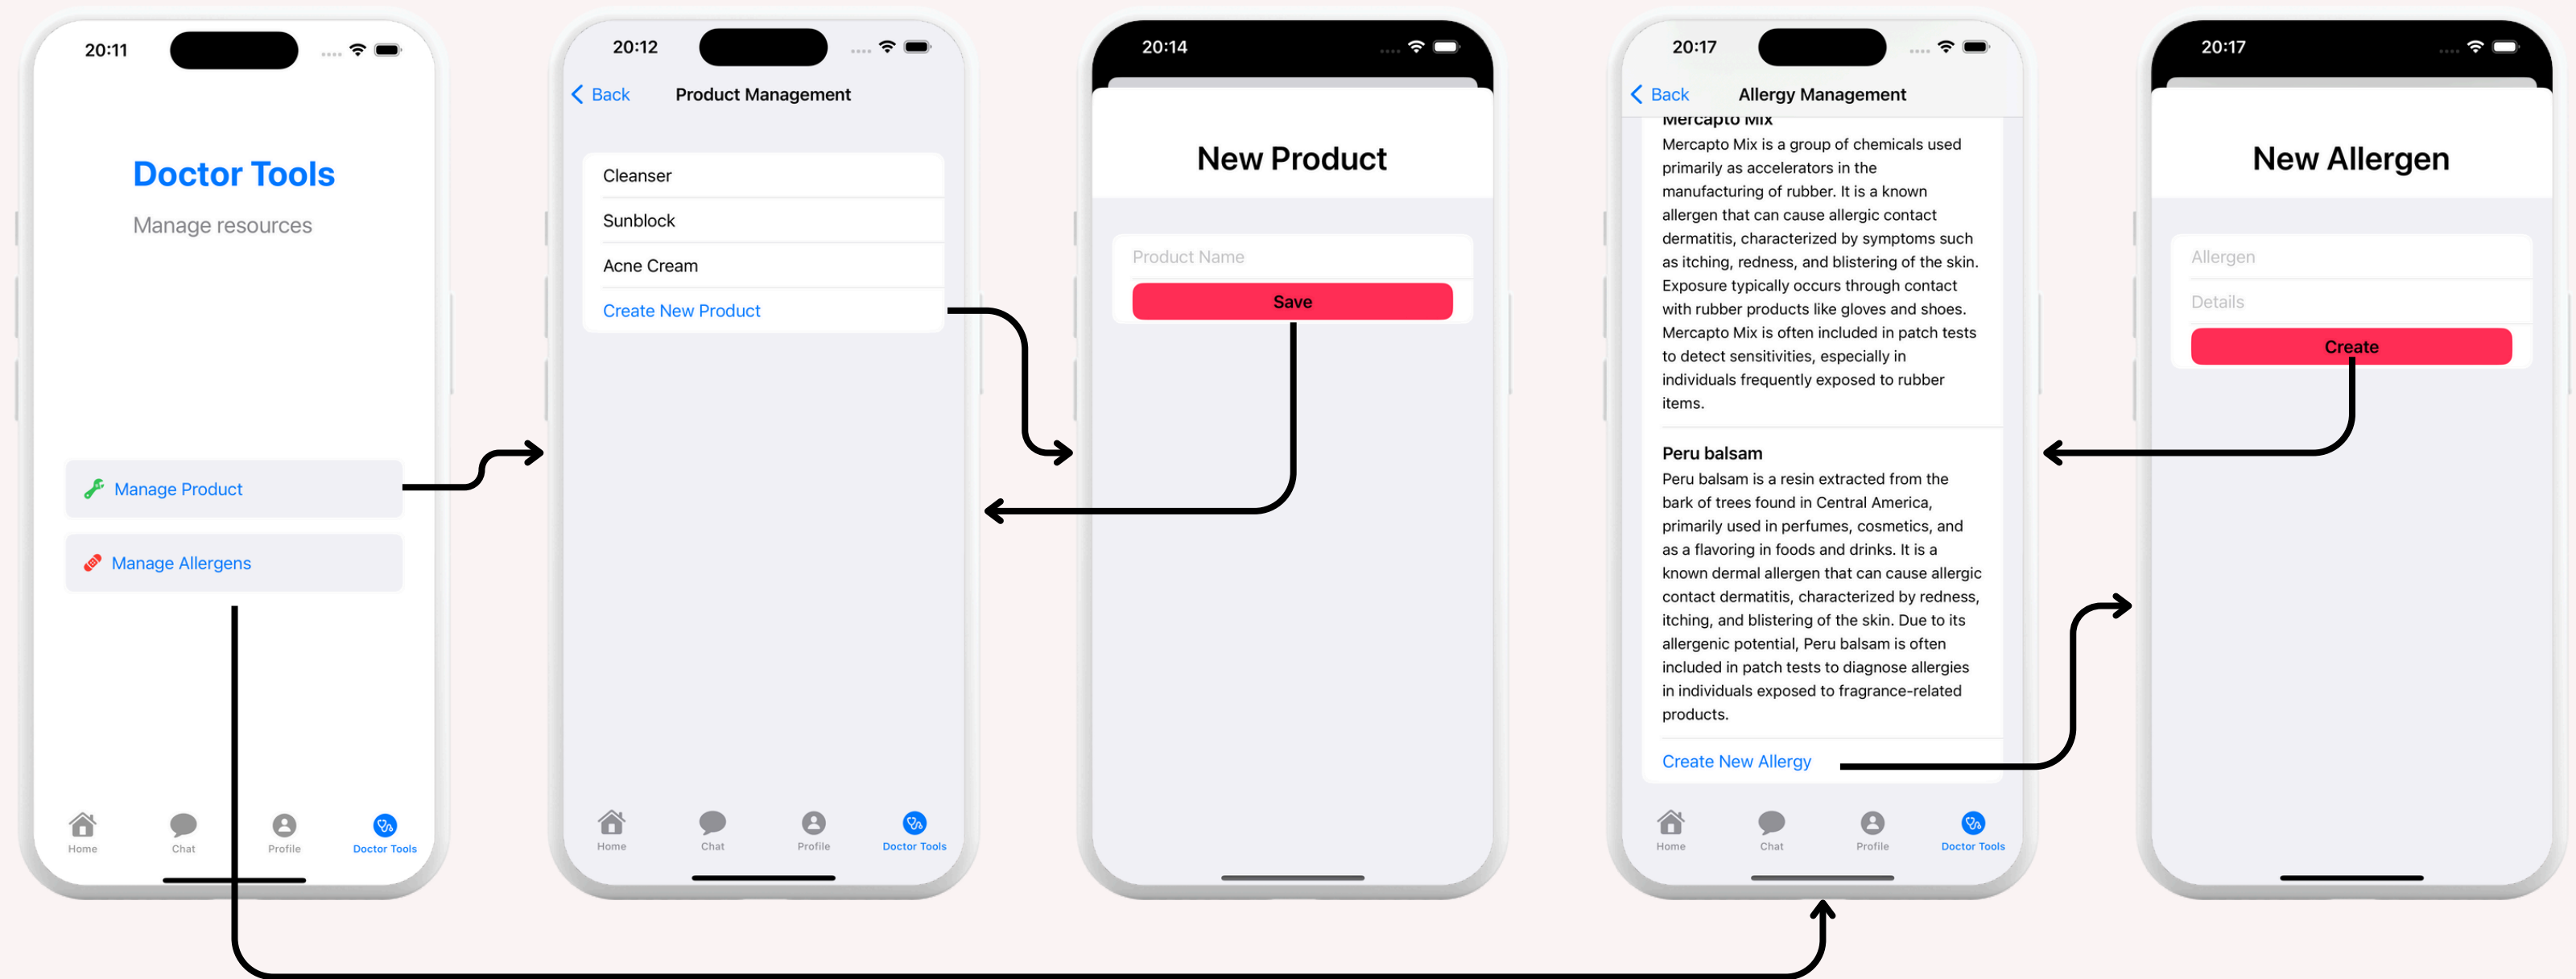 20:11
Doctor Tools
Manage resources
Manage Product
Manage Allergens
Home
Chat
Profile
Doctor Tools
20:12
Back
Product Management
Cleanser
Sunblock
Acne Cream
Create New Product
Home
Chat
Profile
Doctor Tools
20:14
New Product
Product Name
Save
20:17
Back
Allergy Management
Mercapto Mix
Mercapto Mix is a group of chemicals used
primarily as accelerators in the
manufacturing of rubber. It is a known
allergen that can cause allergic contact
dermatitis, characterized by symptoms such
as itching, redness, and blistering of the skin.
Exposure typically occurs through contact
with rubber products like gloves and shoes.
Mercapto Mix is often included in patch tests
to detect sensitivities, especially in
individuals frequently exposed to rubber
items.
Peru balsam
Peru balsam is a resin extracted from the
bark of trees found in Central America,
primarily used in perfumes, cosmetics, and
as a flavoring in foods and drinks. It is a
known dermal allergen that can cause allergic
contact dermatitis, characterized by redness,
itching, and blistering of the skin. Due to its
allergenic potential, Peru balsam is often
included in patch tests to diagnose allergies
in individuals exposed to fragrance-related
products.
Create New Allergy
Home
Chat
Profile
Doctor Tools
20:17
New Allergen
Allergen
Details
Create